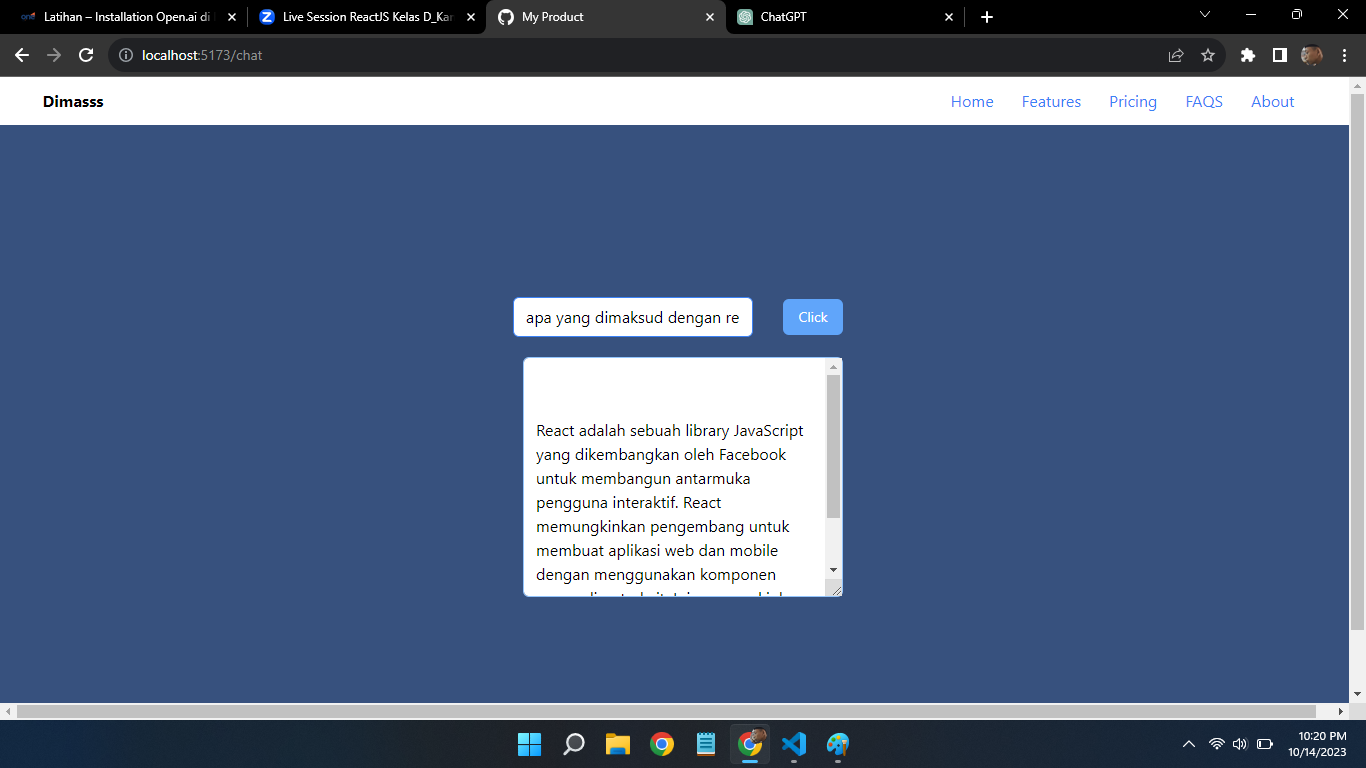 Latihan – Installation Open.ai di
Live Session ReactJS Kelas D_Kar
My Product
ChatGPT
localhost:5173/chat
Dimasss
Home
Features
Pricing
FAQS
About
apa yang dimaksud dengan re
Click
React adalah sebuah library JavaScript
yang dikembangkan oleh Facebook
untuk membangun antarmuka
pengguna interaktif. React
memungkinkan pengembang untuk
membuat aplikasi web dan mobile
dengan menggunakan komponen
10:20 PM
10/14/2023